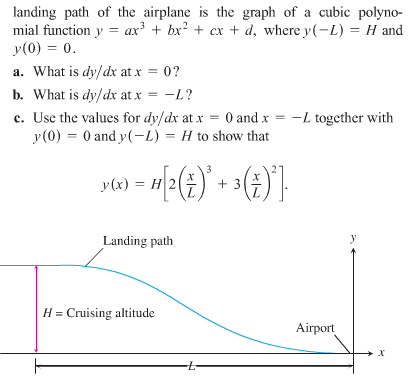 landing path of the airplane is the graph of a cubic polyno-
mial function y = ax³ + bx² + cx + d, where y(−L) = H and
y(0) = 0.
a. What is dy/dx at x = 0?
b. What is dy/dx at x = −L?
c. Use the values for dy/dx at x = 0 and x = −L together with
y(0) = 0 and y(−L) = H to show that
y(x) = H[2(x/L)³ + 3(x/L)²].
Landing path
y
H = Cruising altitude
Airport
x
L